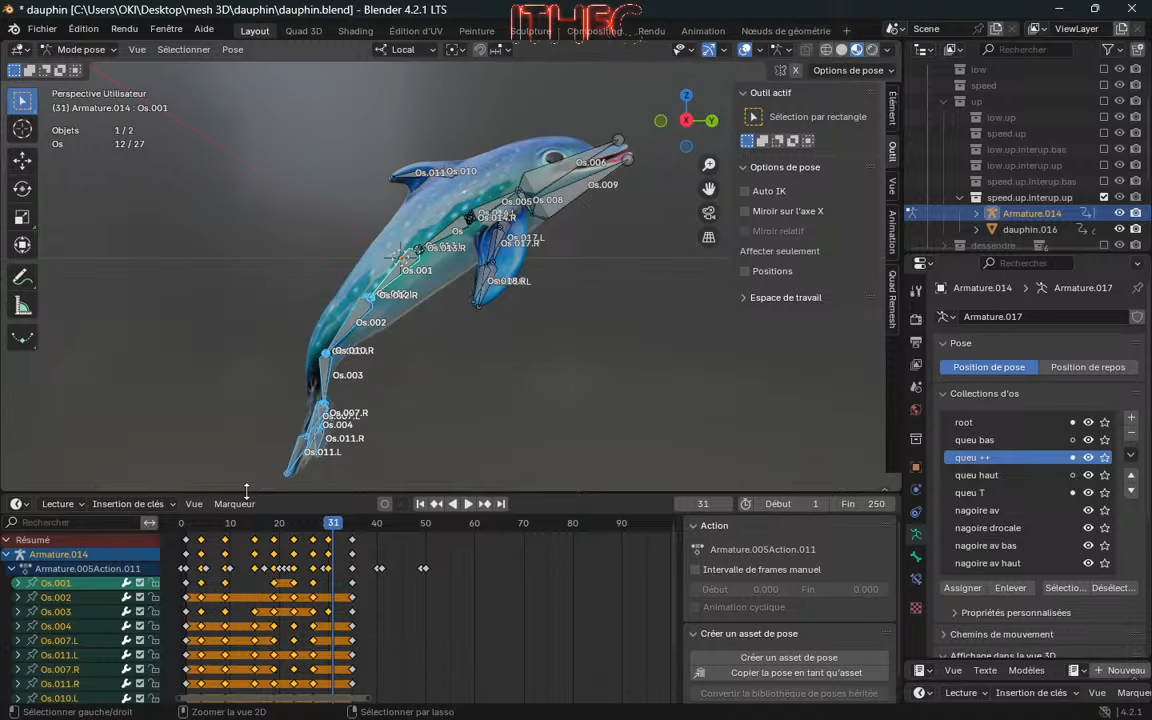 * dauphin [C:\Users\OKI\Desktop\mesh 3D\dauphin\dauphin.blend] - Blender 4.2.1 LTS
Fichier Édition Rendu Fenêtre Aide Layout Quad 3D Shading Édition d'UV Peinture Sculpture Compositing Rendu Animation Nœuds de géométrie Scene ViewLayer
Mode pose Vue Sélectionner Pose Local Rechercher
X Options de pose
Perspective Utilisateur
(31) Armature.014 : Os.001
Objets 1 / 2
Os 12 / 27
Z
Y
X
Os.006
Os.009
Os.011 Os.010
Os.005 Os.008
Os.014.R
Os
Os.017.L
Os.017.R
Os.013.R
Os.001
Os.012.R
Os.002
Os.010.R
Os.003
Os.007.R
Os.004
Os.011.R
Os.011.L
Outil actif
Sélection par rectangle
Options de pose
Auto IK
Miroir sur l'axe X
Miroir relatif
Affecter seulement
Positions
Espace de travail
Élément
Outil
Vue
Animation
Quad Remesh
low
speed
up
low.up
speed.up
low.up.interup.bas
low.up.interup.up
speed.up.interup.bas
speed.up.interup.up
Armature.014
dauphin.016
dessendre
Rechercher
Armature.014 > Armature.017
Armature.017
Pose
Position de pose Position de repos
Collections d'os
root
queu bas
queu ++
queu haut
queu T
nagoire av
nageoire drocale
nagoire av bas
nagoire av haut
Assigner Enlever Sélectio... Désélect...
Propriétés personnalisées
Chemins de mouvement
Affichage dans la vue 3D
Vue Texte Modèles Nouveau
Lecture Insertion de clés Vue Marque
Lecture Insertion de clés Vue Marqueur 31 Début 1 Fin 250
Rechercher 0 10 20 31 40 50 60 70 80 90
Résumé
Armature.014
Armature.005Action.011
Os.001
Os.002
Os.003
Os.004
Os.007.L
Os.011.L
Os.007.R
Os.011.R
Os.010.L
Action
Armature.005Action.011
Intervalle de frames manuel
Début 0.000 Fin 0.000
Animation cyclique
Créer un asset de pose
Créer un asset de pose
Copier la pose en tant qu'asset
Convertir la bibliothèque de poses héritée
Sélectionner gauche/droit Zoomer la vue 2D Sélectionner par lasso 4.2.1